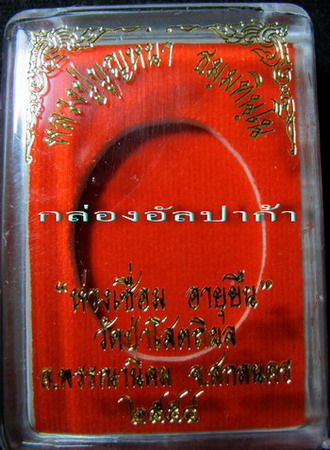 หลวงปู่บุญหนา ธมฺมทินฺโน
กล่องอัลปาก้า
"ห่วงเชื่อม อายุยืน"
วัดป่าโสตถิผล
อ.พรรณานิคม จ.สกลนคร
๒๕๕๔